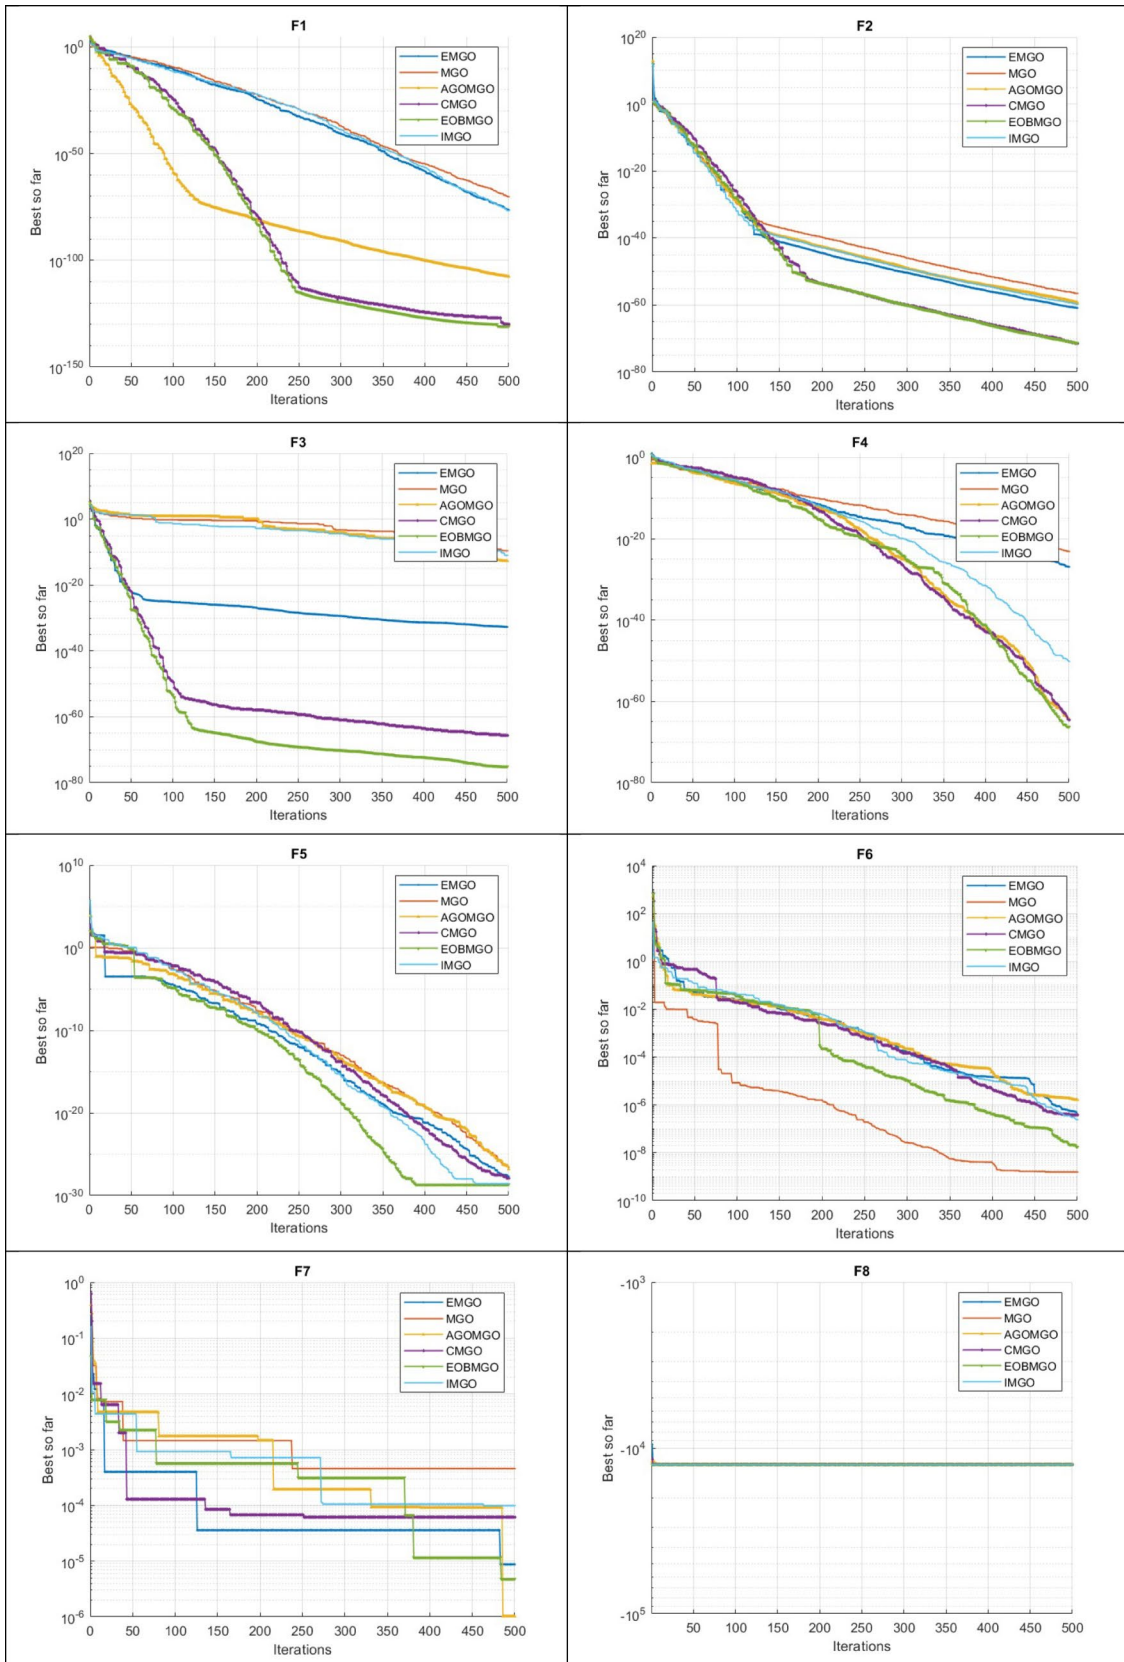 F1
10^0
10^-50
10^-100
10^-150
Best so far
0 50 100 150 200 250 300 350 400 450 500
Iterations
EMGO
MGO
AGOMGO
CMGO
EOBMGO
IMGO
F2
10^20
10^0
10^-20
10^-40
10^-60
10^-80
Best so far
0 50 100 150 200 250 300 350 400 450 500
Iterations
EMGO
MGO
AGOMGO
CMGO
EOBMGO
IMGO
F3
10^20
10^0
10^-20
10^-40
10^-60
10^-80
Best so far
0 50 100 150 200 250 300 350 400 450 500
Iterations
EMGO
MGO
AGOMGO
CMGO
EOBMGO
IMGO
F4
10^0
10^-20
10^-40
10^-60
10^-80
Best so far
0 50 100 150 200 250 300 350 400 450 500
Iterations
EMGO
MGO
AGOMGO
CMGO
EOBMGO
IMGO
F5
10^10
10^0
10^-10
10^-20
10^-30
Best so far
0 50 100 150 200 250 300 350 400 450 500
Iterations
EMGO
MGO
AGOMGO
CMGO
EOBMGO
IMGO
F6
10^4
10^2
10^0
10^-2
10^-4
10^-6
10^-8
10^-10
Best so far
0 50 100 150 200 250 300 350 400 450 500
Iterations
EMGO
MGO
AGOMGO
CMGO
EOBMGO
IMGO
F7
10^0
10^-1
10^-2
10^-3
10^-4
10^-5
10^-6
Best so far
0 50 100 150 200 250 300 350 400 450 500
Iterations
EMGO
MGO
AGOMGO
CMGO
EOBMGO
IMGO
F8
-10^3
-10^4
-10^5
Best so far
0 50 100 150 200 250 300 350 400 450 500
Iterations
EMGO
MGO
AGOMGO
CMGO
EOBMGO
IMGO